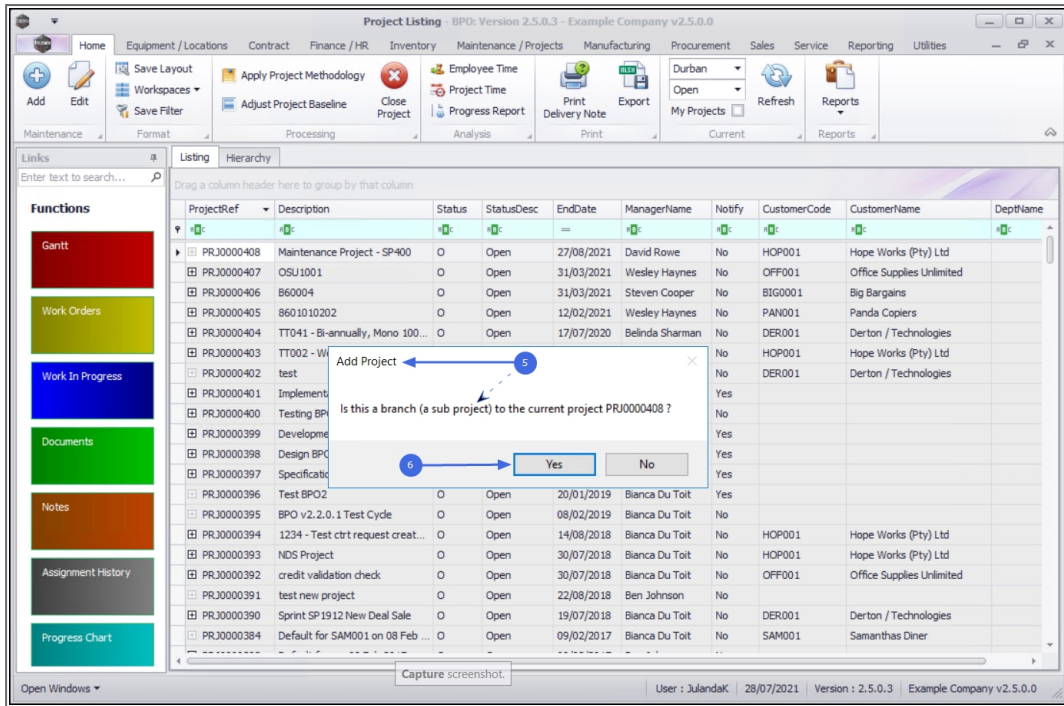 Project Listing - BPO: Version 2.5.0.3 - Example Company v2.5.0.0
Home Equipment / Locations Contract Finance / HR Inventory Maintenance / Projects Manufacturing Procurement Sales Service Reporting Utilities
Add
Edit
Maintenance
Save Layout
Workspaces
Save Filter
Format
Apply Project Methodology
Adjust Project Baseline
Close Project
Processing
Employee Time
Project Time
Progress Report
Analysis
Print Delivery Note
Export
Print
Durban
Open
My Projects
Refresh
Current
Reports
Reports
Links
Enter text to search...
Functions
Gantt
Work Orders
Work In Progress
Documents
Notes
Assignment History
Progress Chart
Listing Hierarchy
Drag a column header here to group by that column
ProjectRef Description Status StatusDesc EndDate ManagerName Notify CustomerCode CustomerName DeptName
PRJ0000408 Maintenance Project - SP400 O Open 27/08/2021 David Rowe No HOP001 Hope Works (Pty) Ltd
PRJ0000407 OSU1001 O Open 31/03/2021 Wesley Haynes No OFF001 Office Supplies Unlimited
PRJ0000406 B60004 O Open 31/03/2021 Steven Cooper No BIG0001 Big Bargains
PRJ0000405 8601010202 O Open 12/02/2021 Wesley Haynes No PAN001 Panda Copiers
PRJ0000404 TT041 - Bi-annually, Mono 100... O Open 17/07/2020 Belinda Sharman No DER001 Derton / Technologies
PRJ0000403 TT002 - No HOP001 Hope Works (Pty) Ltd
PRJ0000402 test No DER001 Derton / Technologies
PRJ0000401 Implement Yes
PRJ0000400 Testing No
PRJ0000399 Developme Yes
PRJ0000398 Design Yes
PRJ0000397 Specificati Yes
PRJ0000396 Test BPO2 O Open 20/01/2019 Bianca Du Toit Yes
PRJ0000395 BPO v2.2.0.1 Test Cycle O Open 08/02/2019 Bianca Du Toit No
PRJ0000394 1234 - Test ctrt request creat... O Open 14/08/2018 Bianca Du Toit No HOP001 Hope Works (Pty) Ltd
PRJ0000393 NDS Project O Open 30/07/2018 Bianca Du Toit No HOP001 Hope Works (Pty) Ltd
PRJ0000392 credit validation check O Open 30/07/2018 Bianca Du Toit No OFF001 Office Supplies Unlimited
PRJ0000391 test new project O Open 22/08/2018 Ben Johnson No
PRJ0000390 Sprint SP1912 New Deal Sale O Open 19/07/2018 Bianca Du Toit No DER001 Derton / Technologies
PRJ0000384 Default for SAM001 on 08 Feb ... O Open 09/02/2017 Bianca Du Toit No SAM001 Samanthas Diner
Add Project
5
Is this a branch (a sub project) to the current project PRJ0000408 ?
6
Yes
No
Capture screenshot.
Open Windows
User : JulandaK 28/07/2021 Version : 2.5.0.3 Example Company v2.5.0.0